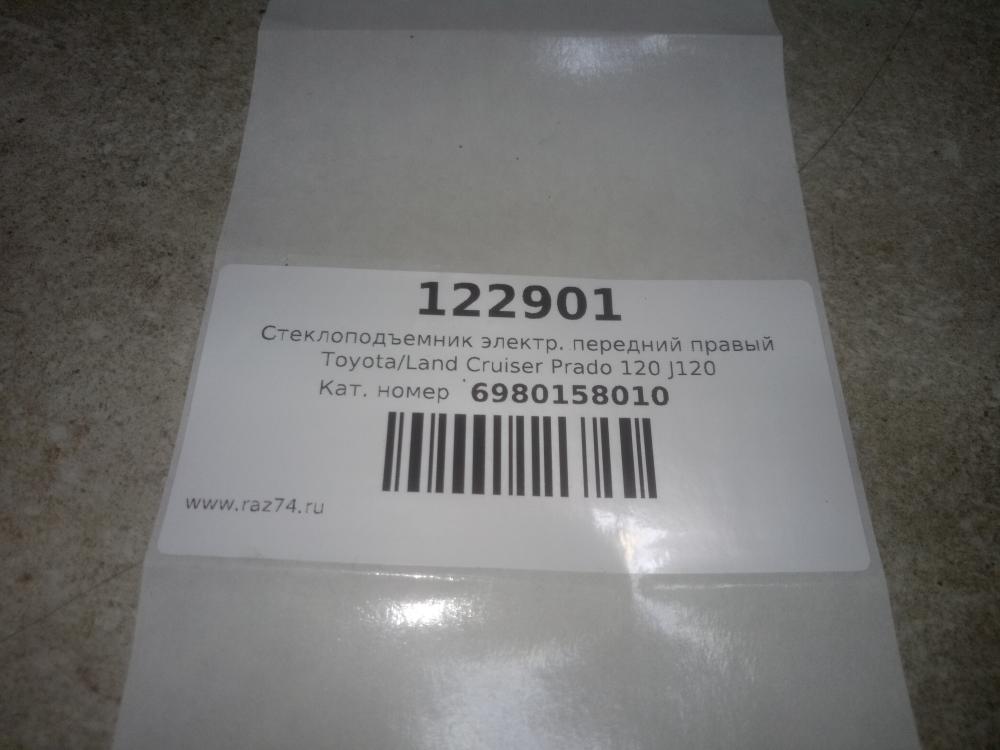 122901
Стеклоподъемник электр. передний правый
Toyota/Land Cruiser Prado 120 J120
Кат. номер 6980158010
www.raz74.ru